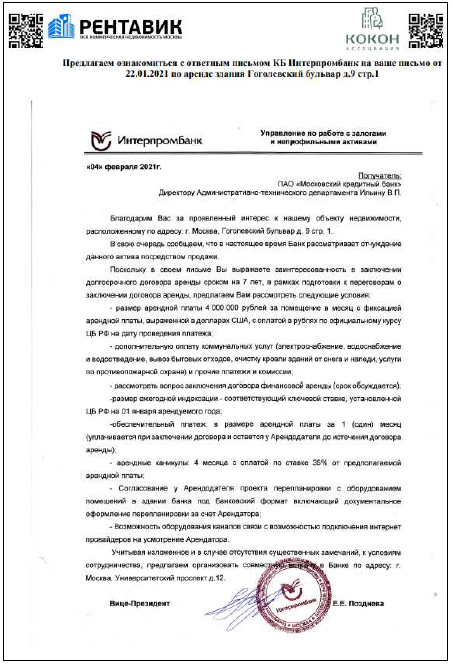 РЕНТАВИК
ВСЯ КОММЕРЧЕСКАЯ НЕДВИЖИМОСТЬ МОСКВЫ
КОКОН
АССОЦИАЦИЯ
Предлагаем ознакомиться с ответным письмом КБ Интерпромбанк на ваше письмо от
22.01.2021 по аренде здания Гоголевский бульвар д.9 стр.1
ИнтерпромБанк
Управление по работе с залогами
и непрофильными активами
«04» февраля 2021г.
Получатель:
ПАО «Московский кредитный банк»
Директору Административно-технического департамента Ильину В.П.
Благодарим Вас за проявленный интерес к нашему объекту недвижимости,
расположенному по адресу: г. Москва, Гоголевский бульвар д. 9 стр. 1.
В свою очередь сообщаем, что в настоящее время Банк рассматривает отчуждение
данного актива посредством продажи.
Поскольку в своем письме Вы выражаете заинтересованность в заключении
долгосрочного договора аренды сроком на 7 лет, в рамках подготовки к переговорам о
заключении договора аренды, предлагаем Вам рассмотреть следующие условия:
- размер арендной платы 4 000 000 рублей за помещение в месяц с фиксацией
арендной платы, выраженной в долларах США, с оплатой в рублях по официальному курсу
ЦБ РФ на дату проведения платежа;
- дополнительную оплату коммунальных услуг (электроснабжение, водоснабжение
и водоотведение, вывоз бытовых отходов, очистку кровли зданий от снега и наледи, услуги
по противопожарной охране) и прочие платежи и комиссии;
- рассмотреть вопрос заключения договора финансовой аренды (срок обсуждается);
-размер ежегодной индексации - соответствующий ключевой ставке, установленной
ЦБ РФ на 01 января арендуемого года;
-обеспечительный платеж: в размере арендной платы за 1 (один) месяц
(уплачивается при заключении договора и остается у Арендодателя до истечения договора
аренды);
- арендные каникулы: 4 месяца с оплатой по ставке 35% от предполагаемой
арендной платы;
- Согласование у Арендодателя проекта перепланировки с оборудованием
помещений в здании банка под банковский формат включающий документальное
оформление перепланировки за счет Арендатора;
- Возможность оборудования каналов связи с возможностью подключения интернет
провайдеров на усмотрение Арендатора.
Учитывая изложенное и в случае отсутствия существенных замечаний, к условиям
сотрудничества, предлагаем организовать совместную в Банке по адресу: г.
Москва, Университетский проспект д.12.
Вице-Президент
ИнтерпромБанк
Е.Е. Позднева